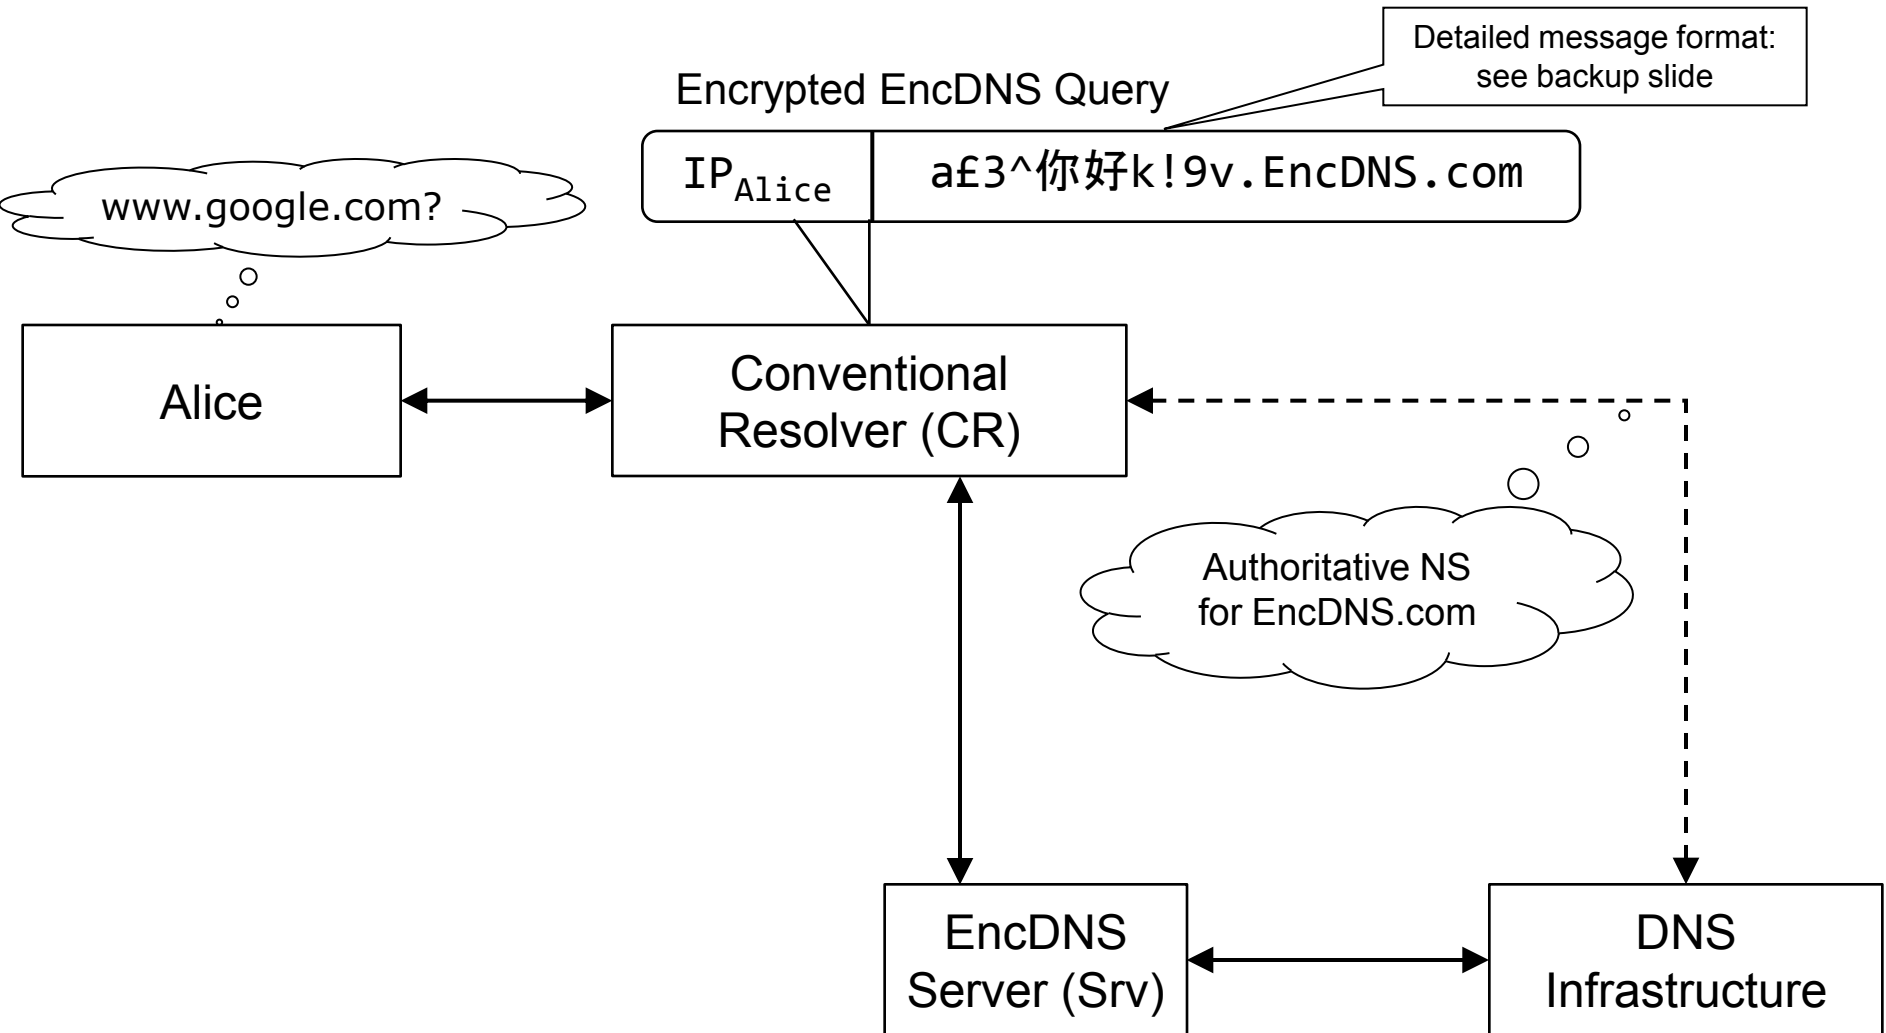 Detailed message format:
see backup slide
Encrypted EncDNS Query
IPAlice
a£3^你好k!9v.EncDNS.com
www.google.com?
Alice
Conventional
Resolver (CR)
Authoritative NS
for EncDNS.com
EncDNS
Server (Srv)
DNS
Infrastructure